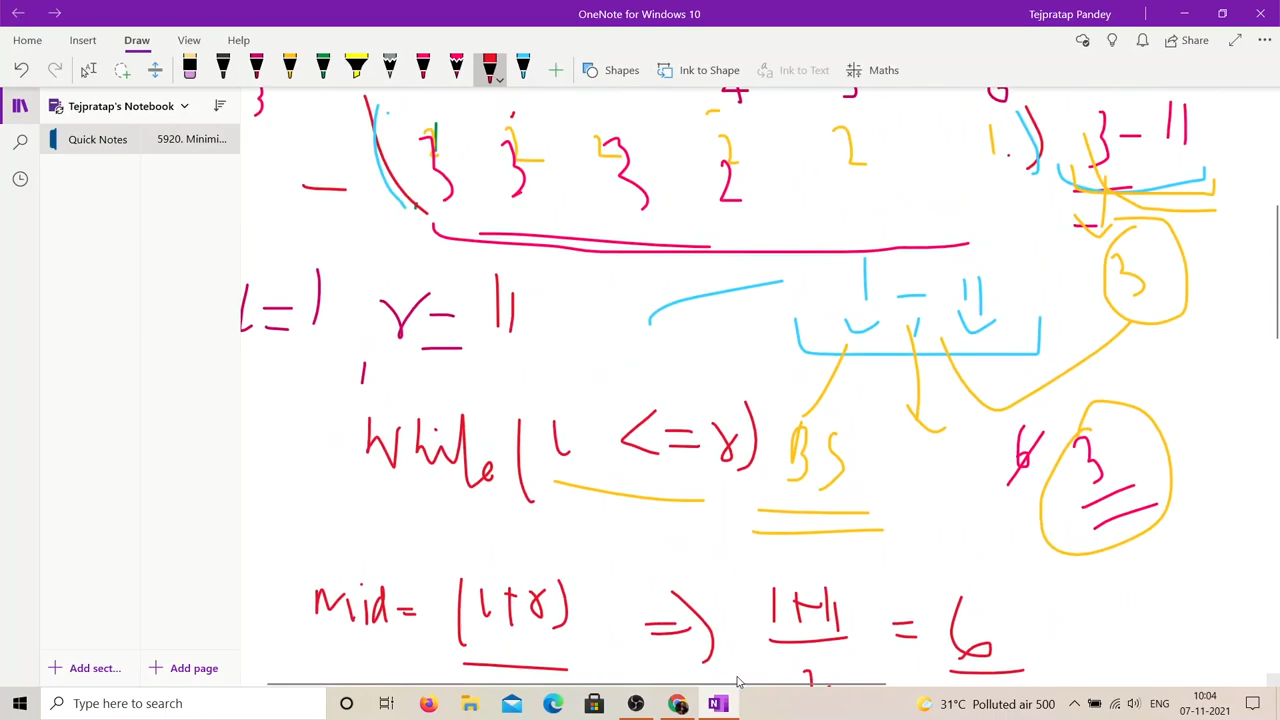 OneNote for Windows 10
Tejpratap Pandey
Home Insert Draw View Help
Share
Shapes Ink to Shape Ink to Text Maths
Tejpratap's Notebook
Quick Notes
5920. Minimi...
3 - 11
3 3 3 2
2 2 1
l = 1 r = 11
1 - 11
3
While (l <= r) BS
6 3
Mid = (l+r) => 1+11 = 6
2
Add sect...
Add page
Type here to search
31°C Polluted air 500
ENG
10:04
07-11-2021